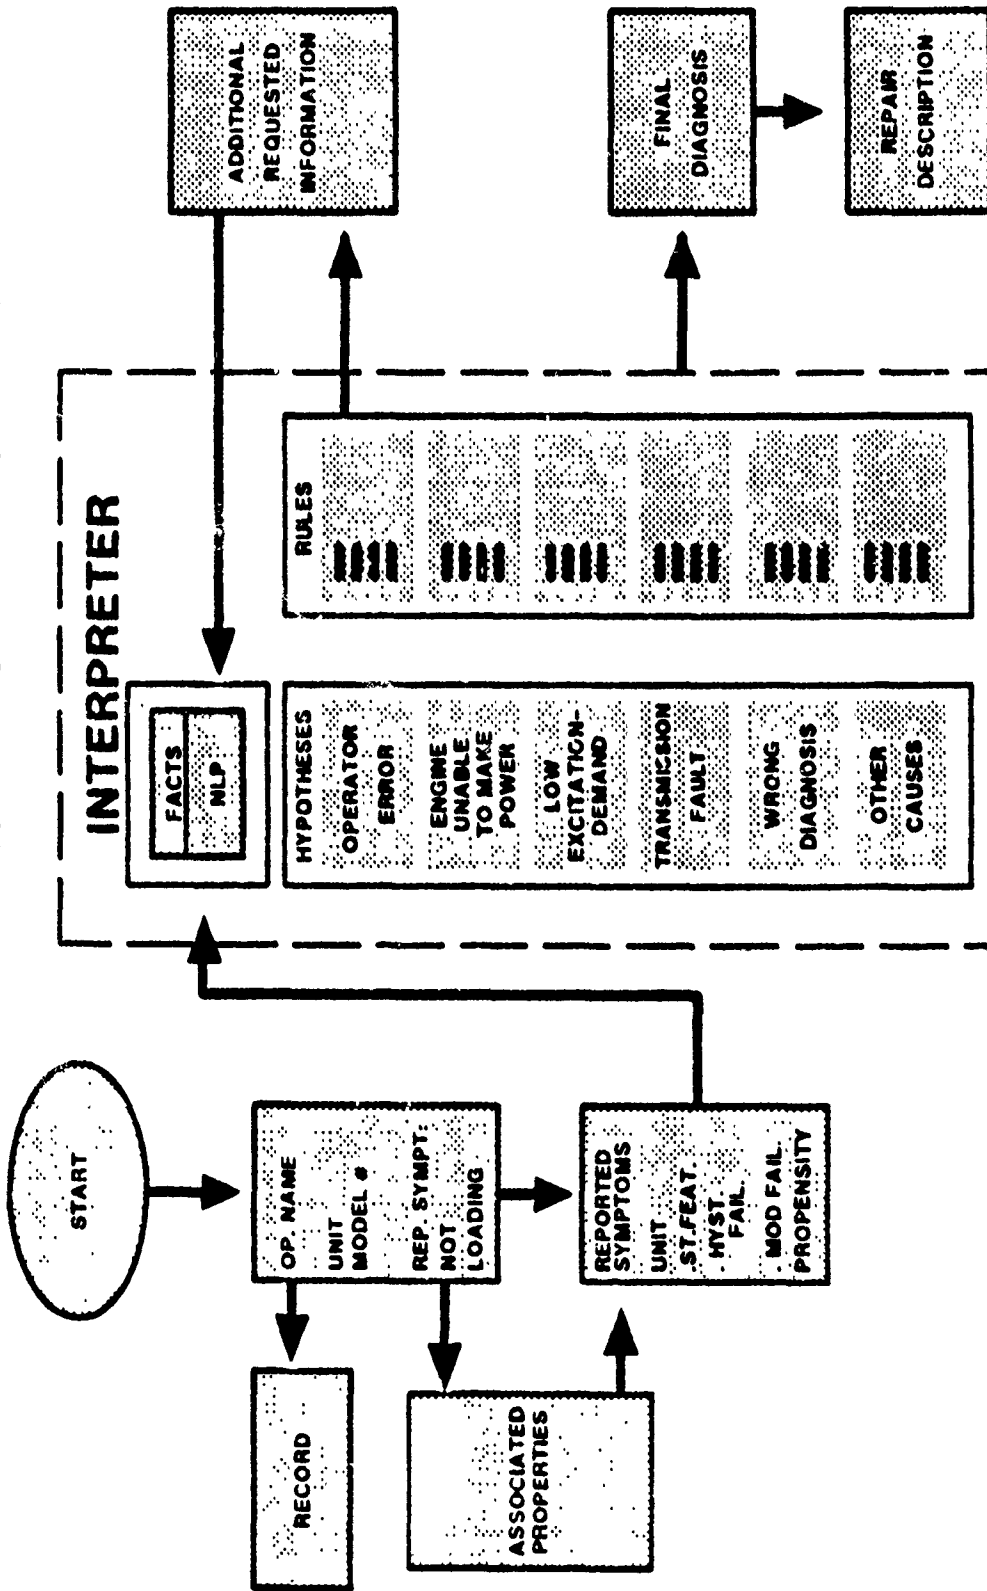 START
OP. NAME
UNIT
MODEL #
REP. SYMPT:
NOT
LOADING
RECORD
ASSOCIATED
PROPERTIES
REPORTED
SYMPTOMS
UNIT
ST.FEAT.
HYST
FAIL.
MOD FAIL.
PROPENSITY
INTERPRETER
FACTS
NLP
HYPOTHESES
OPERATOR
ERROR
ENGINE
UNABLE
TO MAKE
POWER
LOW
EXCITATION-
DEMAND
TRANSMISSION
FAULT
WRONG
DIAGNOSIS
OTHER
CAUSES
RULES
ADDITIONAL
REQUESTED
INFORMATION
FINAL
DIAGNOSIS
REPAIR
DESCRIPTION